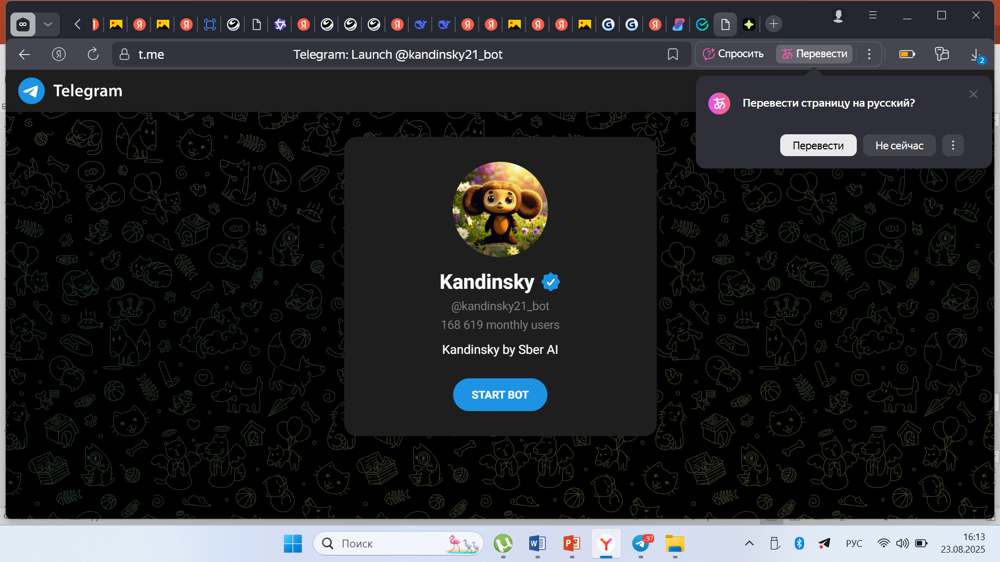 t.me
Telegram: Launch @kandinsky21_bot
Спросить
Перевести
2
Telegram
Перевести страницу на русский?
Перевести
Не сейчас
Kandinsky
@kandinsky21_bot
168 619 monthly users
Kandinsky by Sber AI
START BOT
Поиск
..97
РУС
16:13
23.08.2025